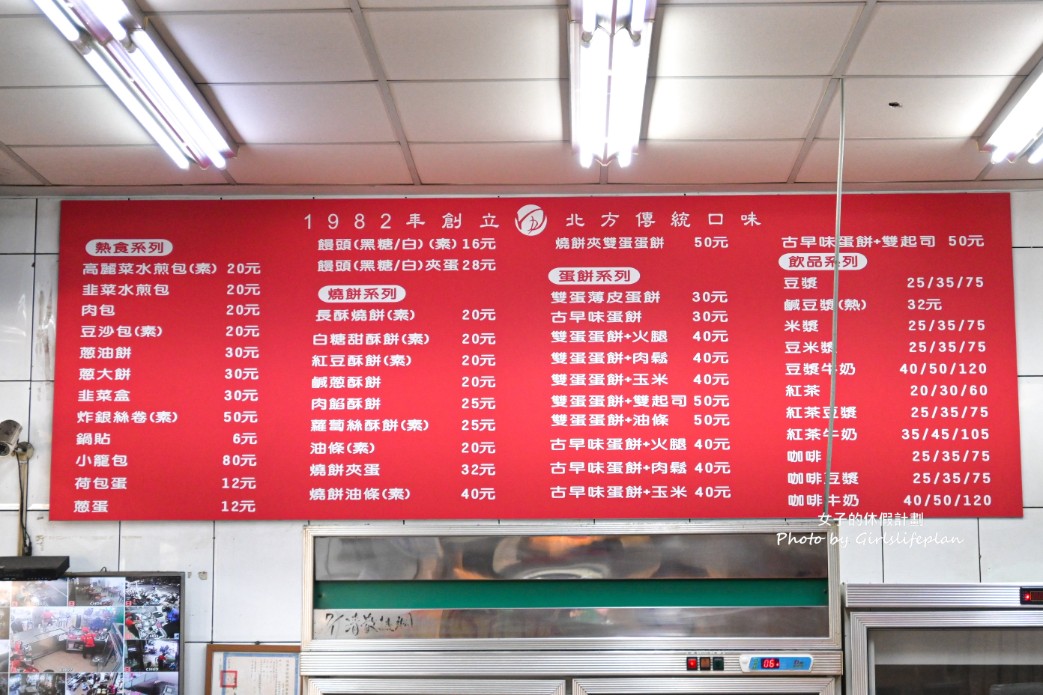 1982年創立 北方傳統口味
熱食系列
高麗菜水煎包(素) 20元
韭菜水煎包 20元
肉包 20元
豆沙包(素) 20元
蔥油餅 30元
蔥大餅 30元
韭菜盒 30元
炸銀絲卷(素) 50元
鍋貼 6元
小龍包 80元
荷包蛋 12元
蔥蛋 12元
饅頭(黑糖/白)(素) 16元
饅頭(黑糖/白)夾蛋 28元
燒餅系列
長酥燒餅(素) 20元
白糖甜酥餅(素) 20元
紅豆酥餅(素) 20元
鹹蔥酥餅 20元
肉餡酥餅 25元
蘿蔔絲酥餅(素) 25元
油條(素) 20元
燒餅夾蛋 32元
燒餅油條(素) 40元
燒餅夾雙蛋蛋餅 50元
蛋餅系列
雙蛋薄皮蛋餅 30元
古早味蛋餅 30元
雙蛋蛋餅+火腿 40元
雙蛋蛋餅+肉鬆 40元
雙蛋蛋餅+玉米 40元
雙蛋蛋餅+雙起司 50元
雙蛋蛋餅+油條 50元
古早味蛋餅+火腿 40元
古早味蛋餅+肉鬆 40元
古早味蛋餅+玉米 40元
古早味蛋餅+雙起司 50元
飲品系列
豆漿 25/35/75
鹹豆漿(熱) 32元
米漿 25/35/75
豆米漿 25/35/75
豆漿牛奶 40/50/120
紅茶 20/30/60
紅茶豆漿 25/35/75
紅茶牛奶 35/45/105
咖啡 25/35/75
咖啡豆漿 25/35/75
咖啡牛奶 40/50/120
女子的休假計劃
Photo by Girlslifeplan